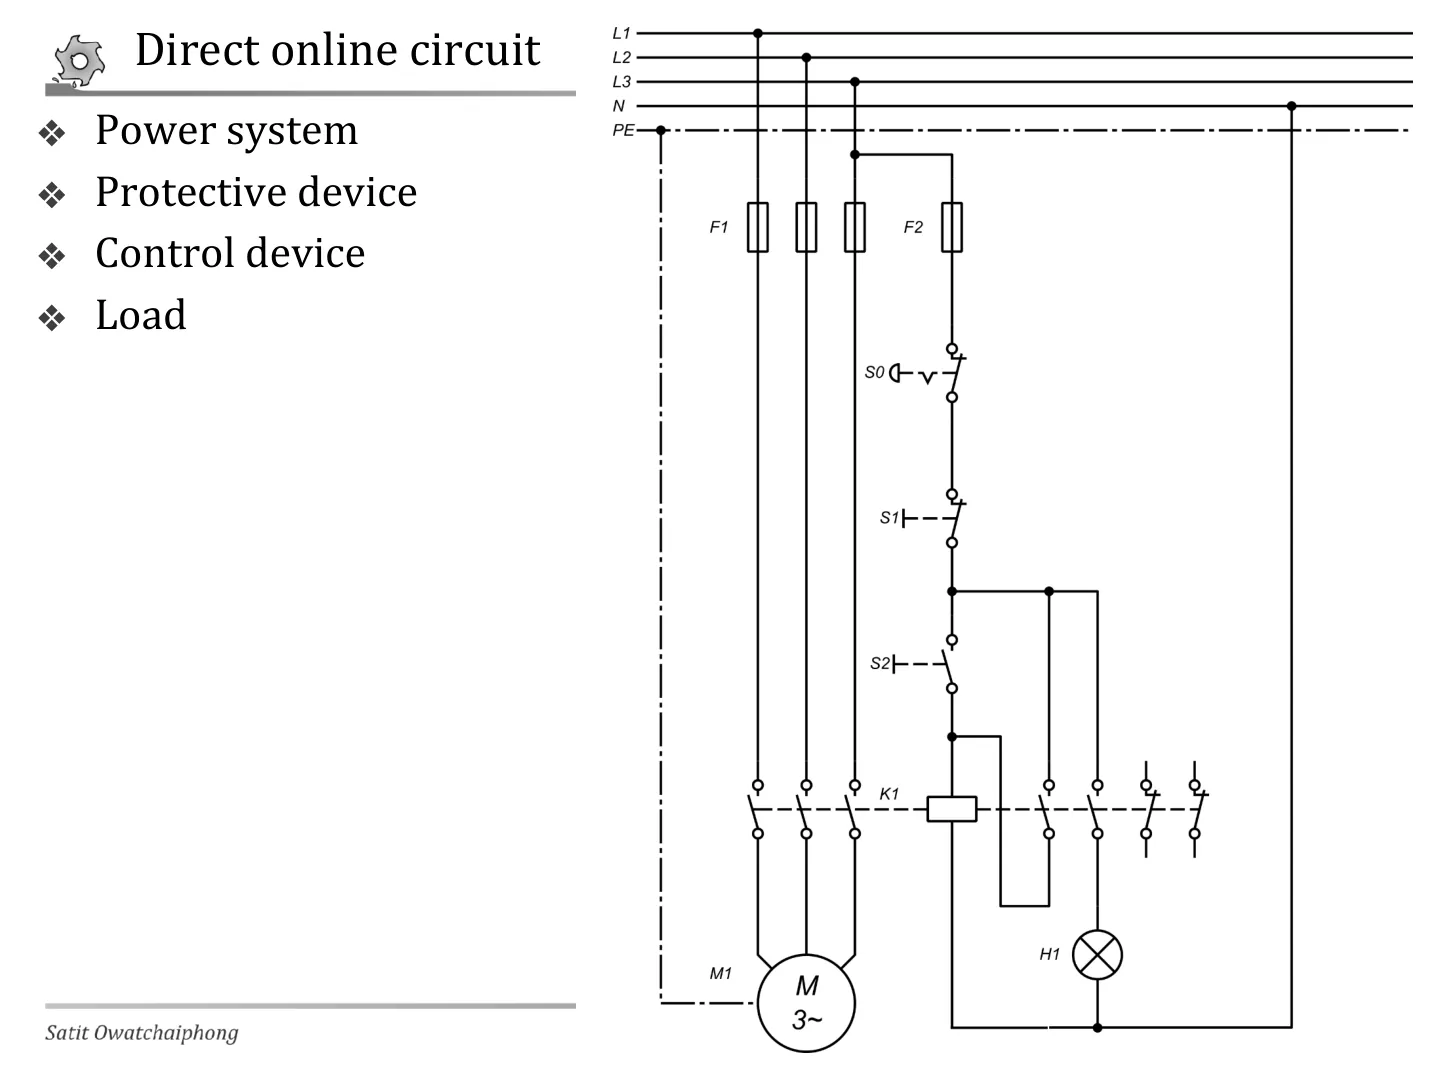 Direct online circuit
Power system
Protective device
Control device
Load
Satit Owatchaiphong
L1
L2
L3
N
PE
F1
F2
S0
S1
S2
K1
H1
M1
M
3~